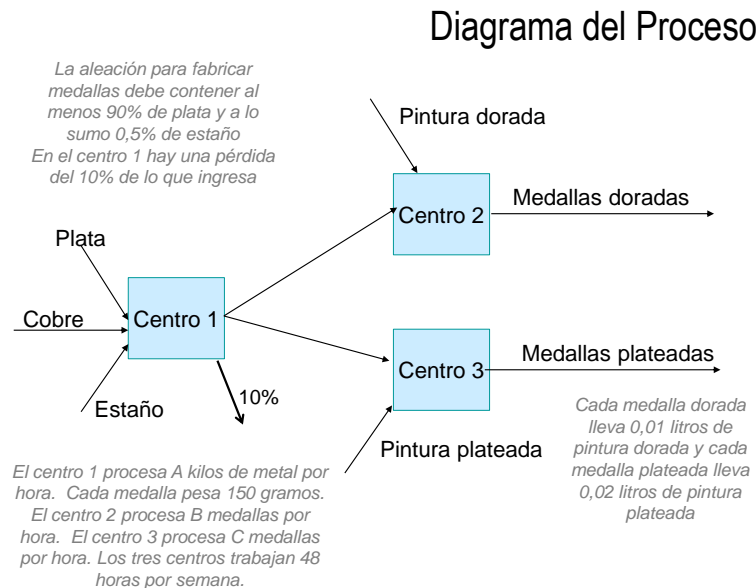 Diagrama del Proceso
La aleación para fabricar
medallas debe contener al
menos 90% de plata y a lo
sumo 0,5% de estaño
En el centro 1 hay una pérdida
del 10% de lo que ingresa
Pintura dorada
Centro 2
Medallas doradas
Plata
Cobre
Centro 1
Estaño
10%
Centro 3
Medallas plateadas
Pintura plateada
Cada medalla dorada
lleva 0,01 litros de
pintura dorada y cada
medalla plateada lleva
0,02 litros de pintura
plateada
El centro 1 procesa A kilos de metal por
hora. Cada medalla pesa 150 gramos.
El centro 2 procesa B medallas por
hora. El centro 3 procesa C medallas
por hora. Los tres centros trabajan 48
horas por semana.